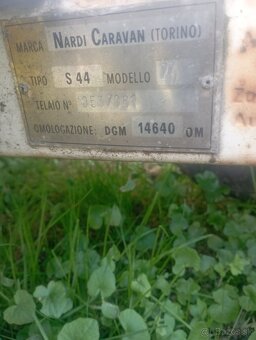 MARCA NARDI CARAVAN (TORINO)
TIPO S 44 MODELLO
TELAIO N°
OMOLOGAZIONE: DGM 14640 OM